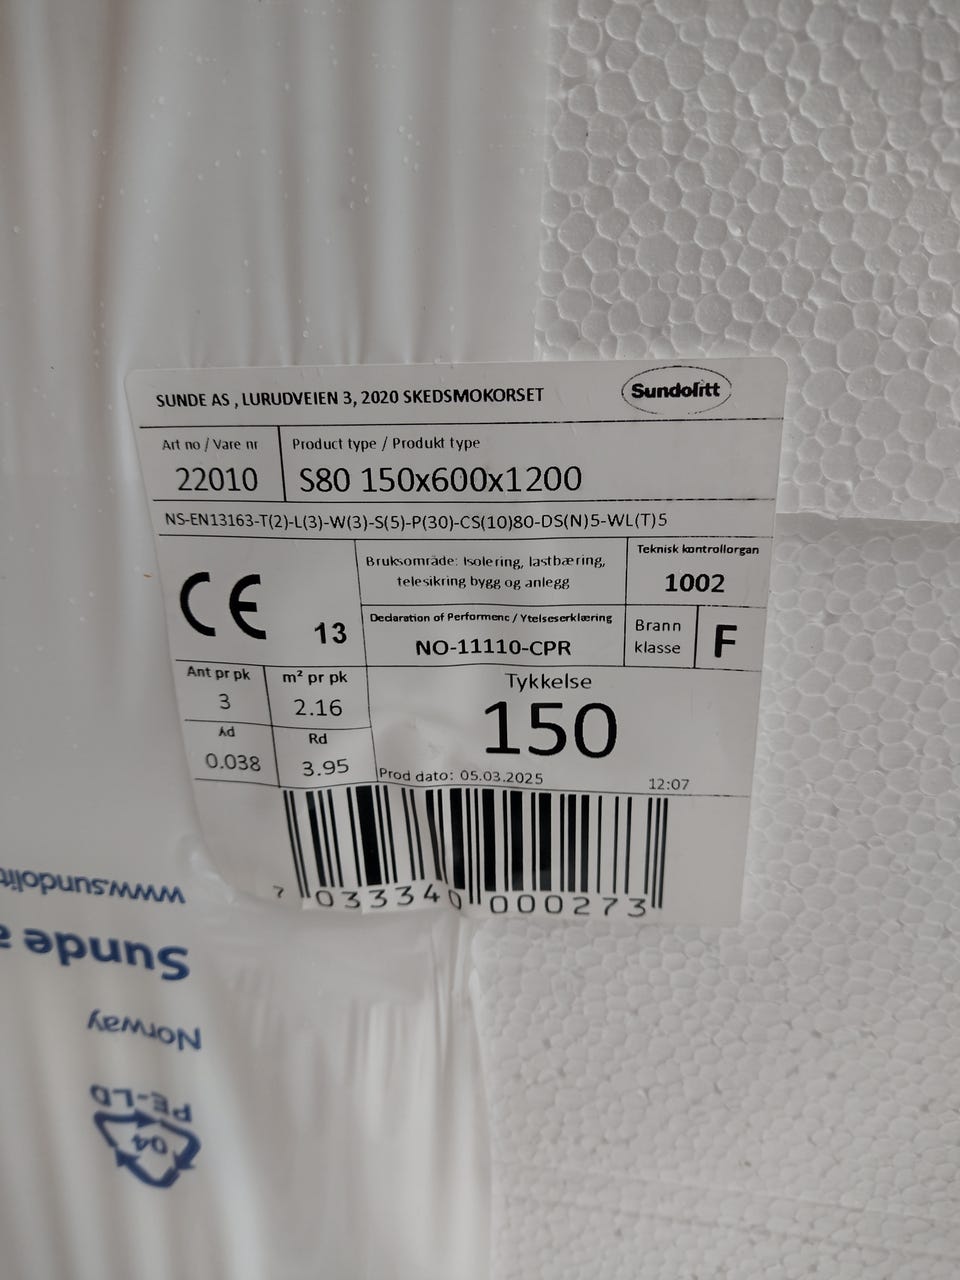 SUNDE AS , LURUDVEIEN 3, 2020 SKEDSMOKORSET
Sundolitt
Art no / Vare nr
22010
Product type / Produkt type
S80 150x600x1200
NS-EN13163-T(2)-L(3)-W(3)-S(5)-P(30)-CS(10)80-DS(N)5-WL(T)5
CE
13
Bruksområde: Isolering, lastbæring,
telesikring bygg og anlegg
Teknisk kontrollorgan
1002
Declaration of Performenc / Ytelseserklæring
NO-11110-CPR
Brann
klasse
F
Ant pr pk
3
m² pr pk
2.16
λd
0.038
Rd
3.95
Tykkelse
150
Prod dato: 05.03.2025
12:07
7 033340 000273
www.sundolit
Sunde a
Norway
PE-LD
04